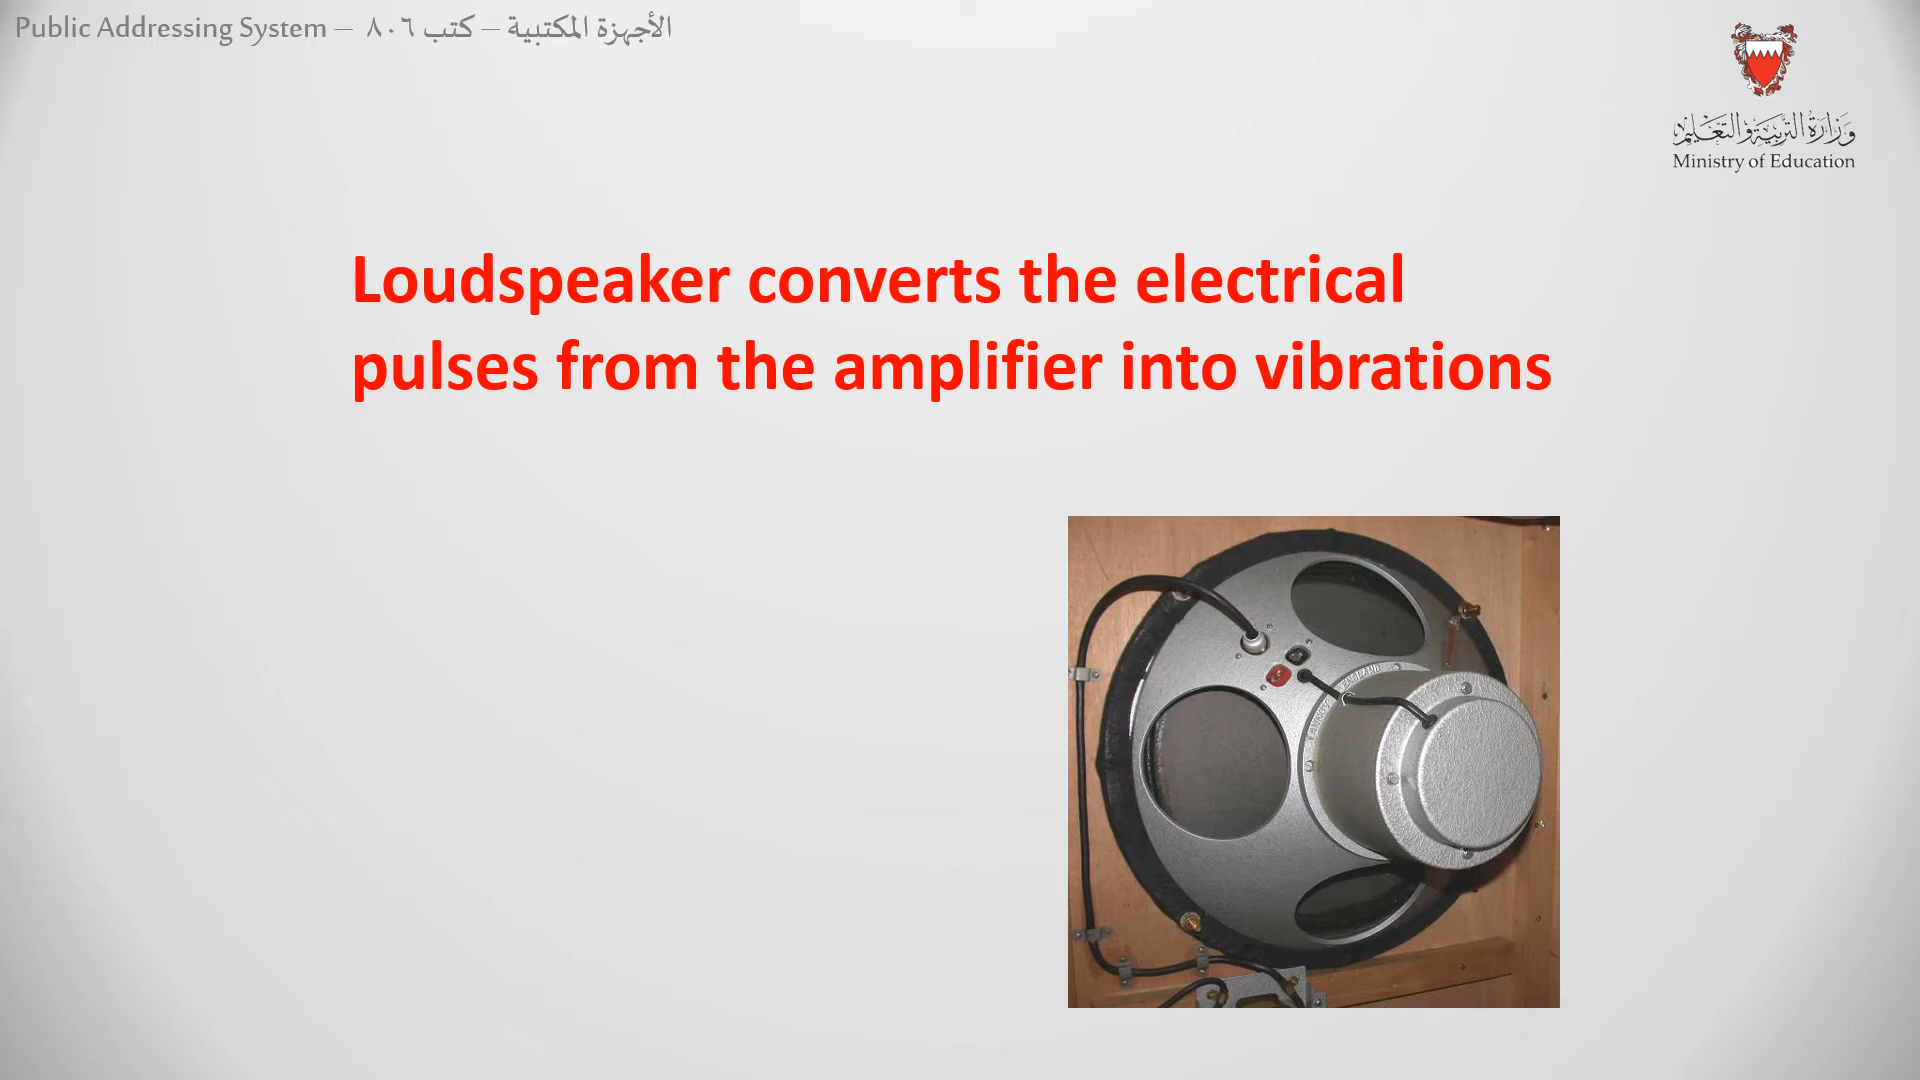 الأجهزة المكتبية – كتب ٨٠٦ – Public Addressing System
وزارة التربية والتعليم
Ministry of Education
Loudspeaker converts the electrical
pulses from the amplifier into vibrations
ENGLAND